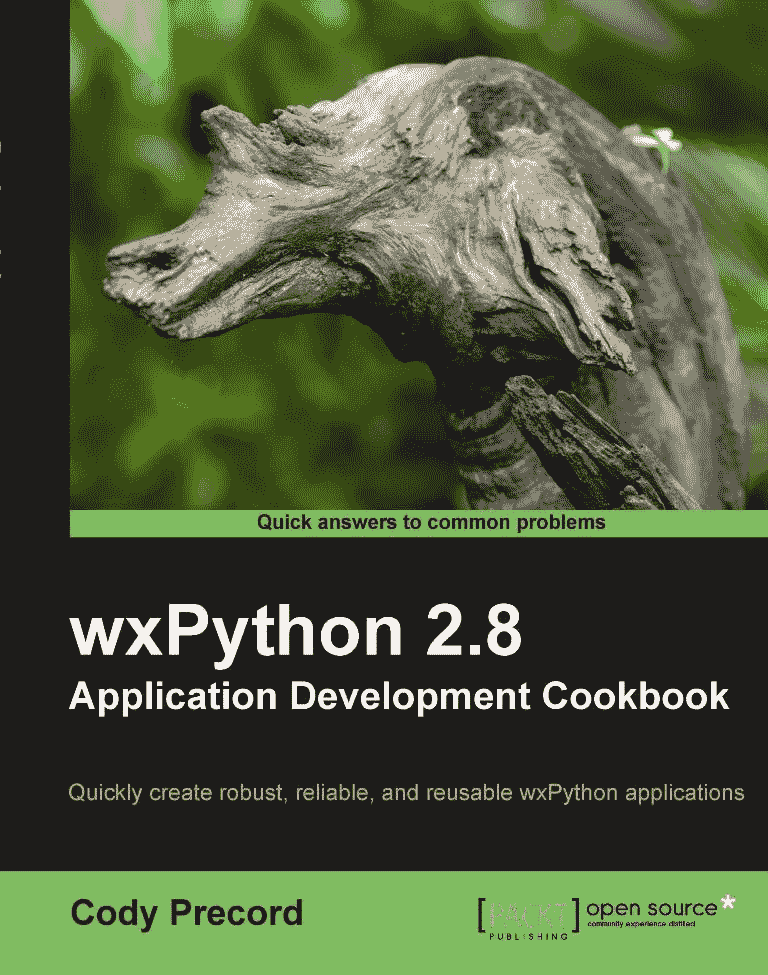 Quick answers to common problems
wxPython 2.8
Application Development Cookbook
Quickly create robust, reliable, and reusable wxPython applications
Cody Precord
[PACKT]
PUBLISHING
open source*
community experience distilled